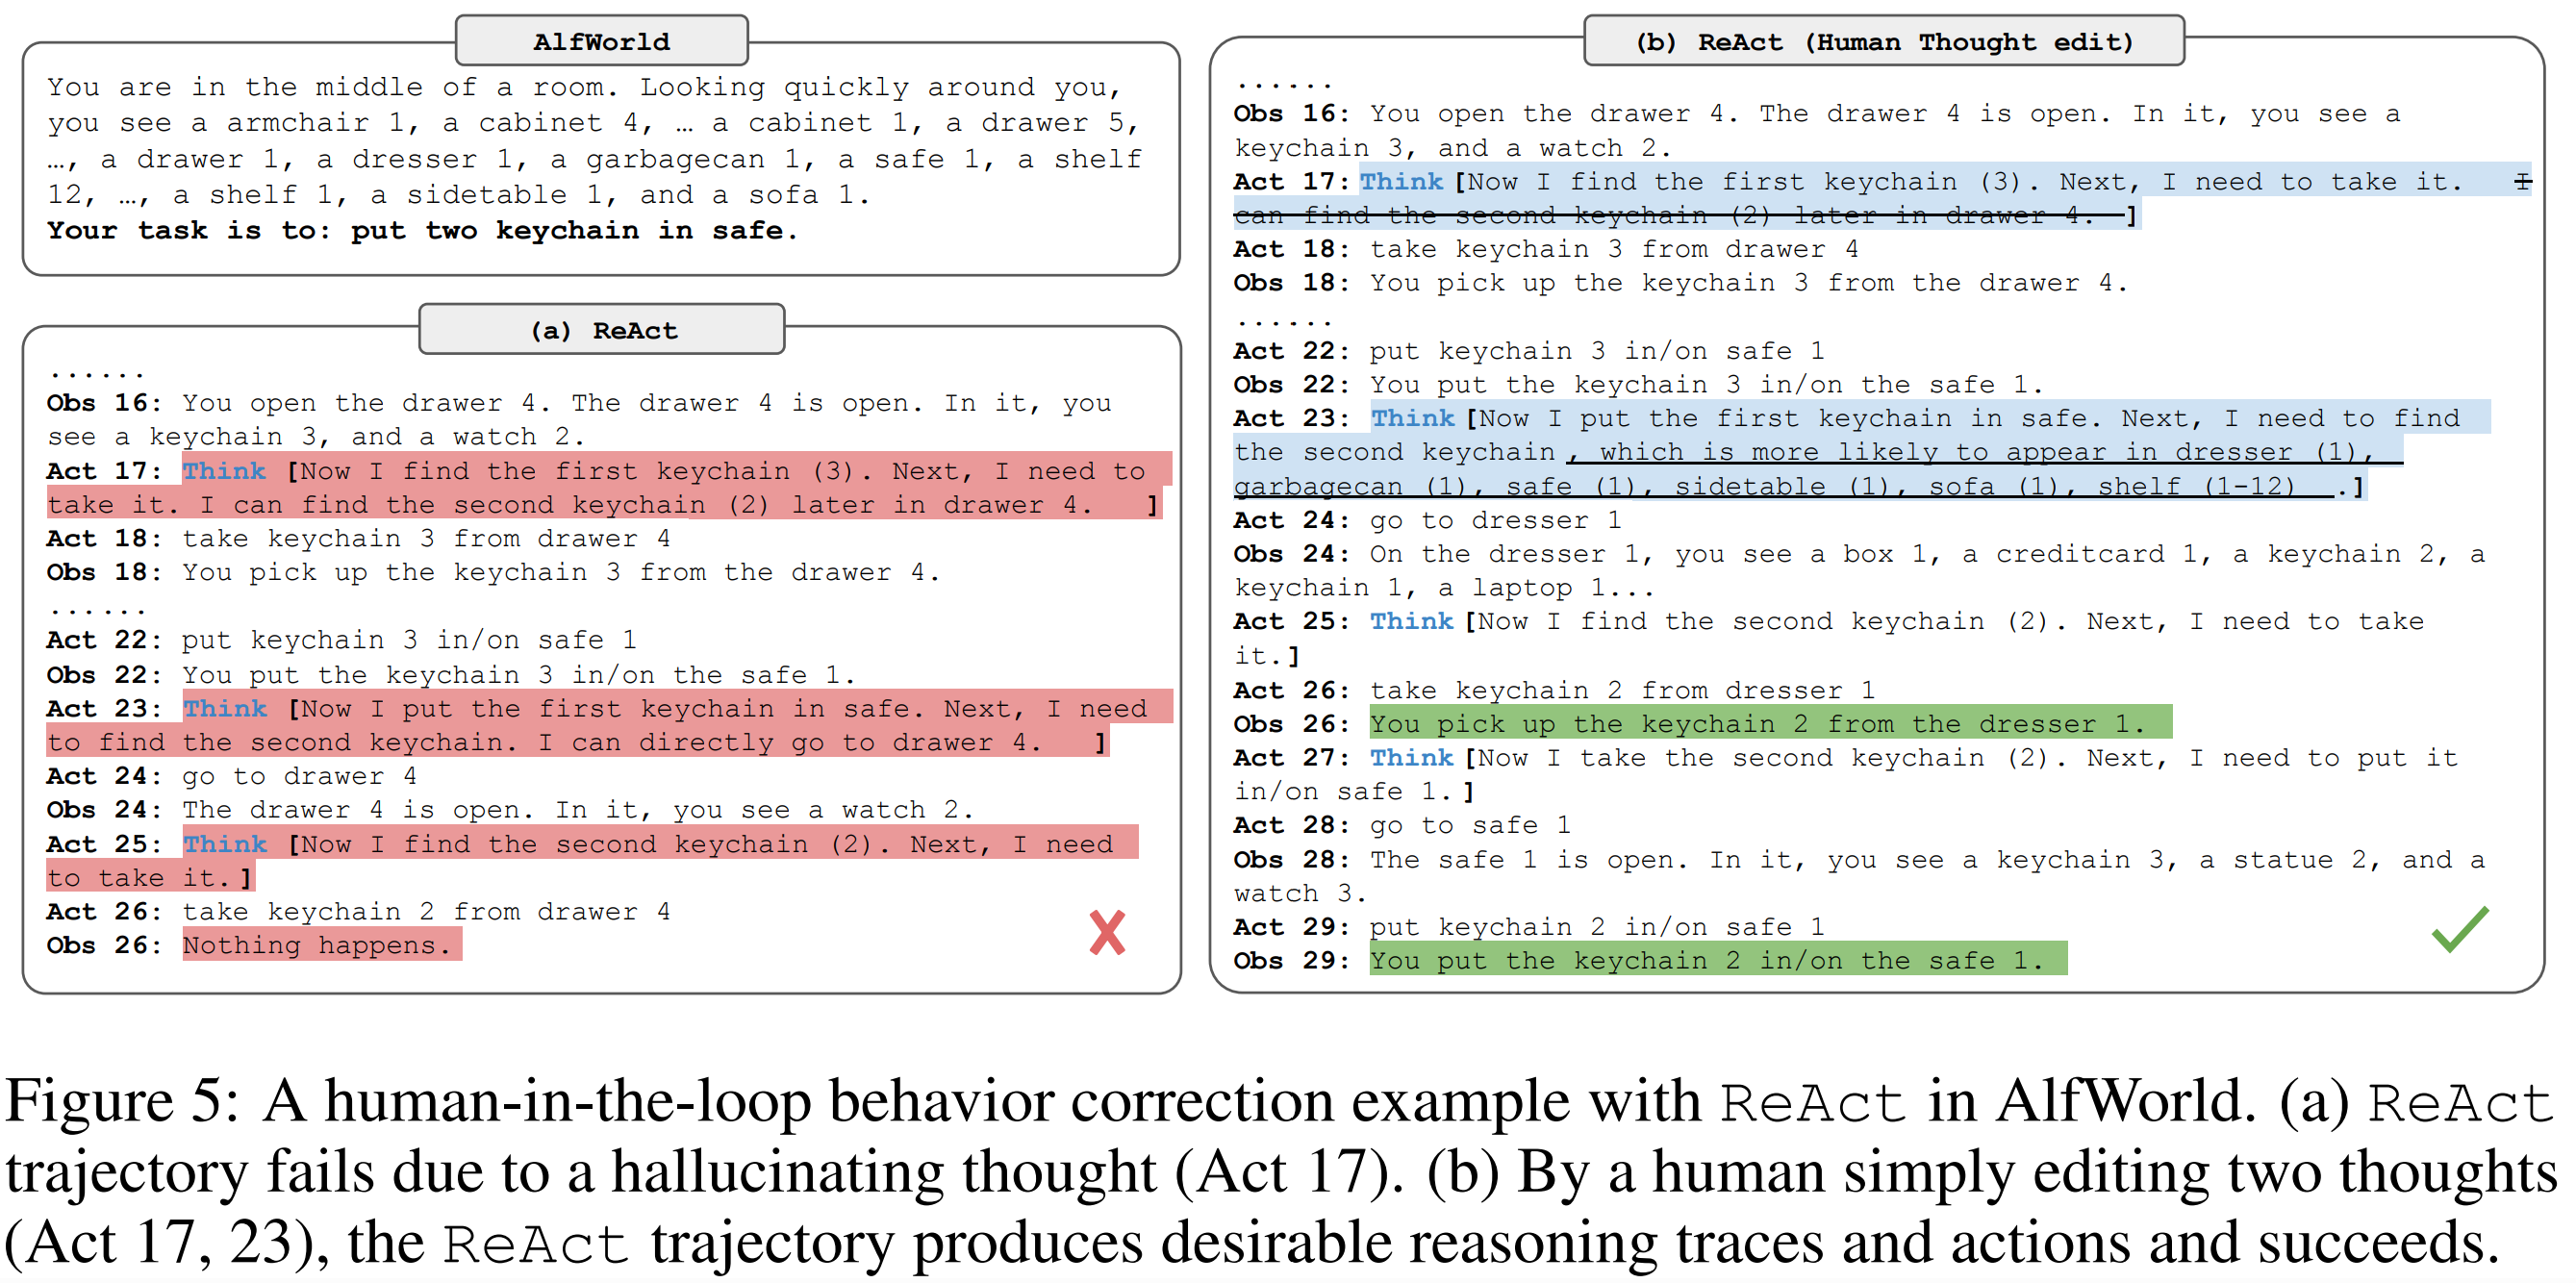 AlfWorld
You are in the middle of a room. Looking quickly around you,
you see a armchair 1, a cabinet 4, … a cabinet 1, a drawer 5,
…, a drawer 1, a dresser 1, a garbagecan 1, a safe 1, a shelf
12, …, a shelf 1, a sidetable 1, and a sofa 1.
Your task is to: put two keychain in safe.
(a) ReAct
......
Obs 16: You open the drawer 4. The drawer 4 is open. In it, you
see a keychain 3, and a watch 2.
Act 17: Think [Now I find the first keychain (3). Next, I need to
take it. I can find the second keychain (2) later in drawer 4. ]
Act 18: take keychain 3 from drawer 4
Obs 18: You pick up the keychain 3 from the drawer 4.
......
Act 22: put keychain 3 in/on safe 1
Obs 22: You put the keychain 3 in/on the safe 1.
Act 23: Think [Now I put the first keychain in safe. Next, I need
to find the second keychain. I can directly go to drawer 4. ]
Act 24: go to drawer 4
Obs 24: The drawer 4 is open. In it, you see a watch 2.
Act 25: Think [Now I find the second keychain (2). Next, I need
to take it.]
Act 26: take keychain 2 from drawer 4
Obs 26: Nothing happens.
(b) ReAct (Human Thought edit)
......
Obs 16: You open the drawer 4. The drawer 4 is open. In it, you see a
keychain 3, and a watch 2.
Act 17: Think [Now I find the first keychain (3). Next, I need to take it. I
can find the second keychain (2) later in drawer 4. ]
Act 18: take keychain 3 from drawer 4
Obs 18: You pick up the keychain 3 from the drawer 4.
......
Act 22: put keychain 3 in/on safe 1
Obs 22: You put the keychain 3 in/on the safe 1.
Act 23: Think [Now I put the first keychain in safe. Next, I need to find
the second keychain , which is more likely to appear in dresser (1),
garbagecan (1), safe (1), sidetable (1), sofa (1), shelf (1-12) .]
Act 24: go to dresser 1
Obs 24: On the dresser 1, you see a box 1, a creditcard 1, a keychain 2, a
keychain 1, a laptop 1...
Act 25: Think [Now I find the second keychain (2). Next, I need to take
it.]
Act 26: take keychain 2 from dresser 1
Obs 26: You pick up the keychain 2 from the dresser 1.
Act 27: Think [Now I take the second keychain (2). Next, I need to put it
in/on safe 1.]
Act 28: go to safe 1
Obs 28: The safe 1 is open. In it, you see a keychain 3, a statue 2, and a
watch 3.
Act 29: put keychain 2 in/on safe 1
Obs 29: You put the keychain 2 in/on the safe 1.
Figure 5: A human-in-the-loop behavior correction example with ReAct in AlfWorld. (a) ReAct
trajectory fails due to a hallucinating thought (Act 17). (b) By a human simply editing two thoughts
(Act 17, 23), the ReAct trajectory produces desirable reasoning traces and actions and succeeds.